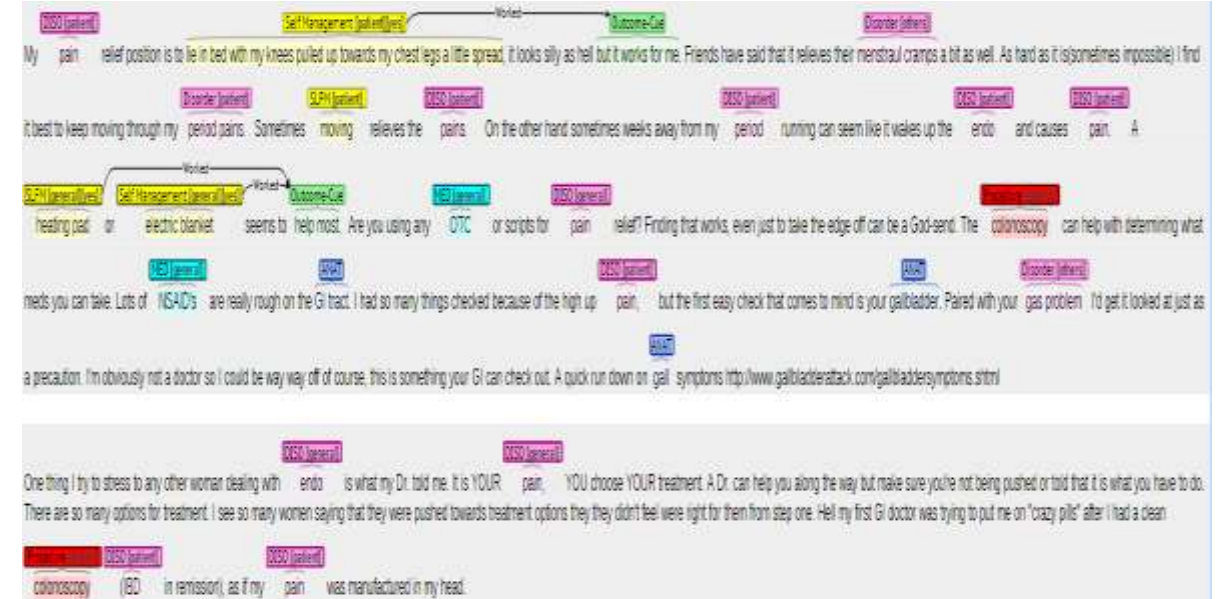 DISO [patient] Self Management [patient][yes] Worked Outcome-Cue Disorder [others]
My pain relief position is to lie in bed with my knees pulled up towards my chest legs a little spread, it looks silly as hell but it works for me. Friends have said that it relieves their menstraul cramps a bit as well. As hard as it is(sometimes impossible) I find
Disorder [patient] SLFM [patient] DISO [patient] DISO [patient] DISO [patient] DISO [patient]
it best to keep moving through my period pains. Sometimes moving relieves the pains. On the other hand sometimes weeks away from my period running can seem like it wakes up the endo and causes pain. A
Worked
SLFM [general][yes] Self Management [general][yes] Worked Outcome-Cue MED [general] DISO [general]
heating pad or electric blanket seems to help most. Are you using any OTC or scripts for pain relief? Finding that works, even just to take the edge off can be a God-send. The colonoscopy can help with determining what
MED [general] ANAT DISO [patient] ANAT Disorder [others]
meds you can take. Lots of NSAID's are really rough on the GI tract. I had so many things checked because of the high up pain, but the first easy check that comes to mind is your gallbladder. Paired with your gas problem I'd get it looked at just as
ANAT
a precaution. I'm obviously not a doctor so I could be way way off of course, this is something your GI can check out. A quick run down on gall symptoms http://www.gallbladderattack.com/gallbladdersymptoms.shtml
DISO [general] DISO [general]
One thing I try to stress to any other woman dealing with endo is what my Dr. told me. It is YOUR pain, YOU choose YOUR treatment. A Dr. can help you along the way but make sure you're not being pushed or told that it is what you have to do.
There are so many options for treatment. I see so many women saying that they were pushed towards treatment options they they didn't feel were right for them from step one. Hell my first GI doctor was trying to put me on "crazy pills" after I had a clean
DISO [patient] DISO [patient]
colonoscopy (IBD in remission), as if my pain was manufactured in my head.